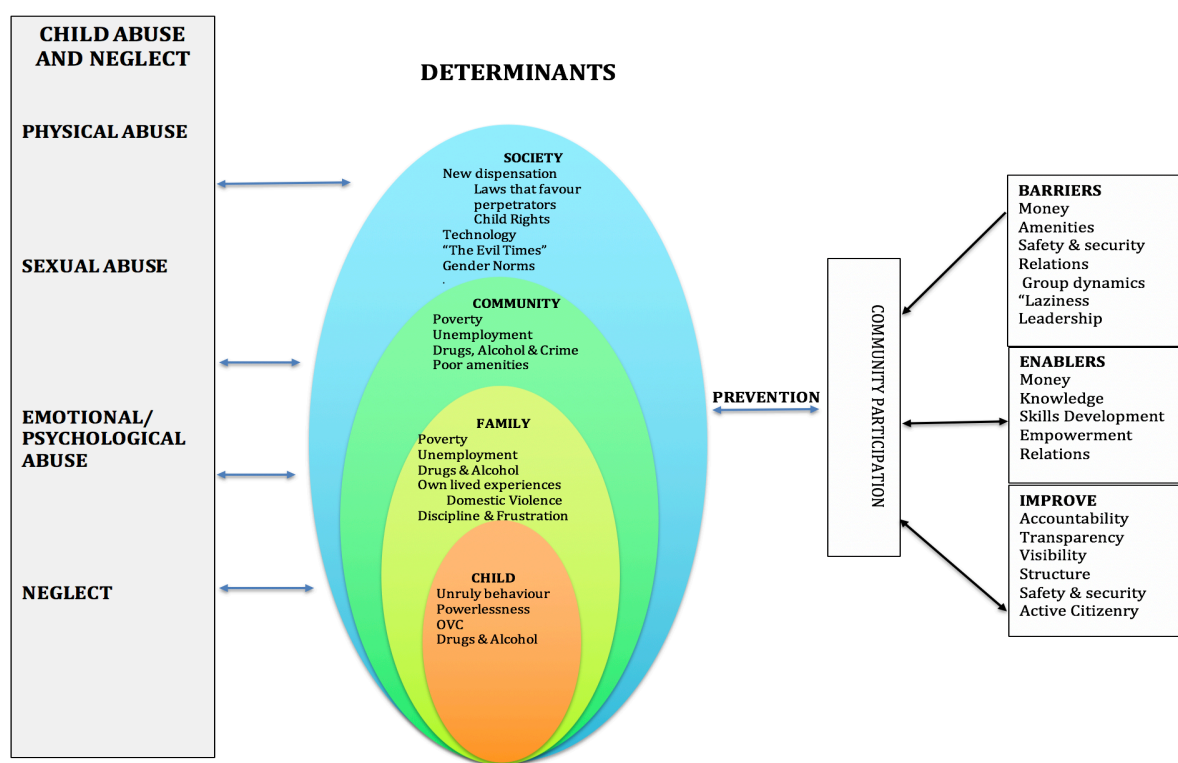 CHILD ABUSE
AND NEGLECT
PHYSICAL ABUSE
SEXUAL ABUSE
EMOTIONAL/
PSYCHOLOGICAL
ABUSE
NEGLECT
DETERMINANTS
SOCIETY
New dispensation
Laws that favour
perpetrators
Child Rights
Technology
“The Evil Times”
Gender Norms
.
COMMUNITY
Poverty
Unemployment
Drugs, Alcohol & Crime
Poor amenities
FAMILY
Poverty
Unemployment
Drugs & Alcohol
Own lived experiences
Domestic Violence
Discipline & Frustration
CHILD
Unruly behaviour
Powerlessness
OVC
Drugs & Alcohol
PREVENTION
COMMUNITY PARTICIPATION
BARRIERS
Money
Amenities
Safety & security
Relations
Group dynamics
“Laziness
Leadership
ENABLERS
Money
Knowledge
Skills Development
Empowerment
Relations
IMPROVE
Accountability
Transparency
Visibility
Structure
Safety & security
Active Citizenry